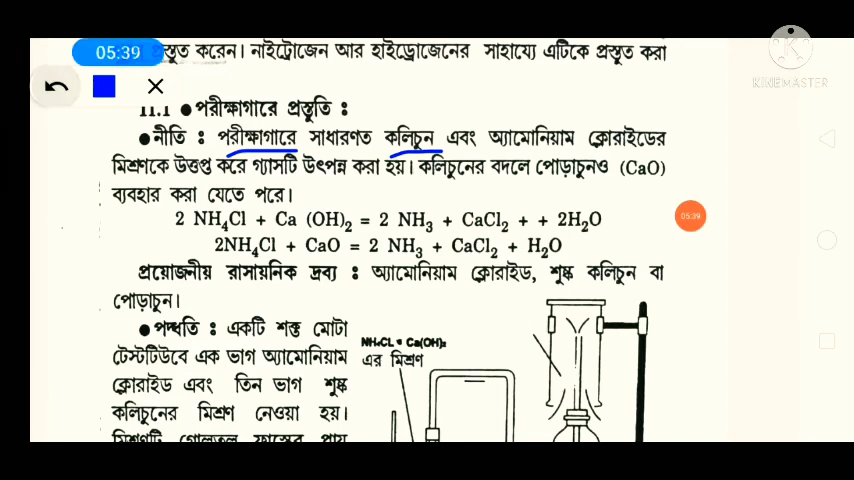 05:39
প্রস্তুত করেন। নাইট্রোজেন আর হাইড্রোজেনের সাহায্যে এটিকে প্রস্তুত করা
KINEMASTER
11.1 ●পরীক্ষাগারে প্রস্তুতি :
●নীতি : পরীক্ষাগারে সাধারণত কলিচুন এবং অ্যামোনিয়াম ক্লোরাইডের
মিশ্রণকে উত্তপ্ত করে গ্যাসটি উৎপন্ন করা হয়। কলিচুনের বদলে পোড়াচুনও (CaO)
ব্যবহার করা যেতে পরে।
05:39
2 NH₄Cl + Ca (OH)₂ = 2 NH₃ + CaCl₂ + + 2H₂O
2NH₄Cl + CaO = 2 NH₃ + CaCl₂ + H₂O
প্রয়োজনীয় রাসায়নিক দ্রব্য : অ্যামোনিয়াম ক্লোরাইড, শুষ্ক কলিচুন বা
পোড়াচুন।
●পদ্ধতি : একটি শক্ত মোটা
টেস্টটিউবে এক ভাগ অ্যামোনিয়াম
ক্লোরাইড এবং তিন ভাগ শুষ্ক
কলিচুনের মিশ্রণ নেওয়া হয়।
মিশ্রণটি গোলতল ফ্লাস্কের প্রায়
NH₄CL + Ca(OH)₂
এর মিশ্রণ